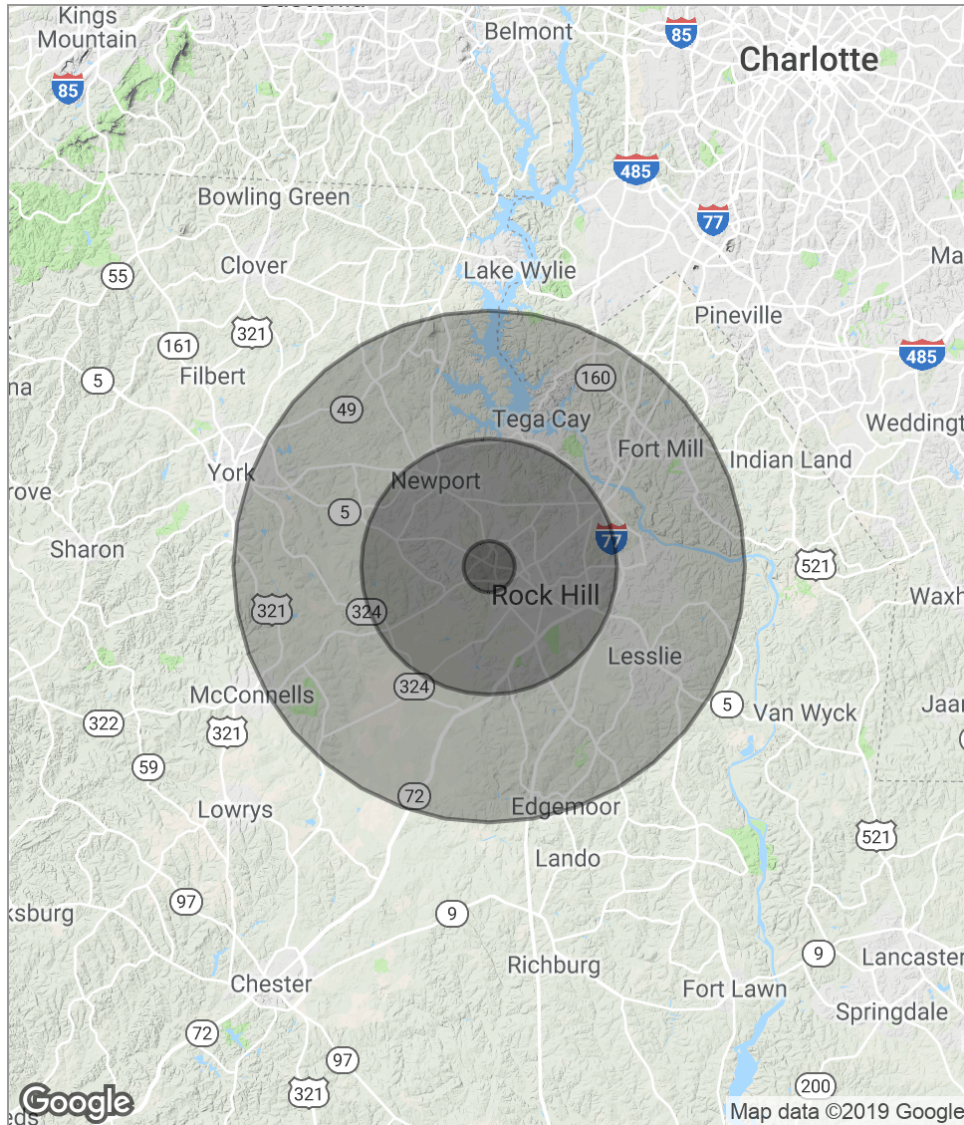 Kings
Mountain
Belmont
85
Charlotte
85
485
Bowling Green
77
Clover
Lake Wylie
55
Pineville
321
161
485
Filbert
5
160
49
Tega Cay
Weddingt
Fort Mill
Indian Land
York
Newport
rove
5
77
Sharon
521
Rock Hill
321
324
Waxh
Lesslie
324
McConnells
5
Van Wyck
Jaar
322
321
59
72
Lowrys
Edgemoor
521
Lando
97
9
ksburg
9
Richburg
Lancaster
Chester
Fort Lawn
Springdale
72
97
321
200
Google
Map data ©2019 Google